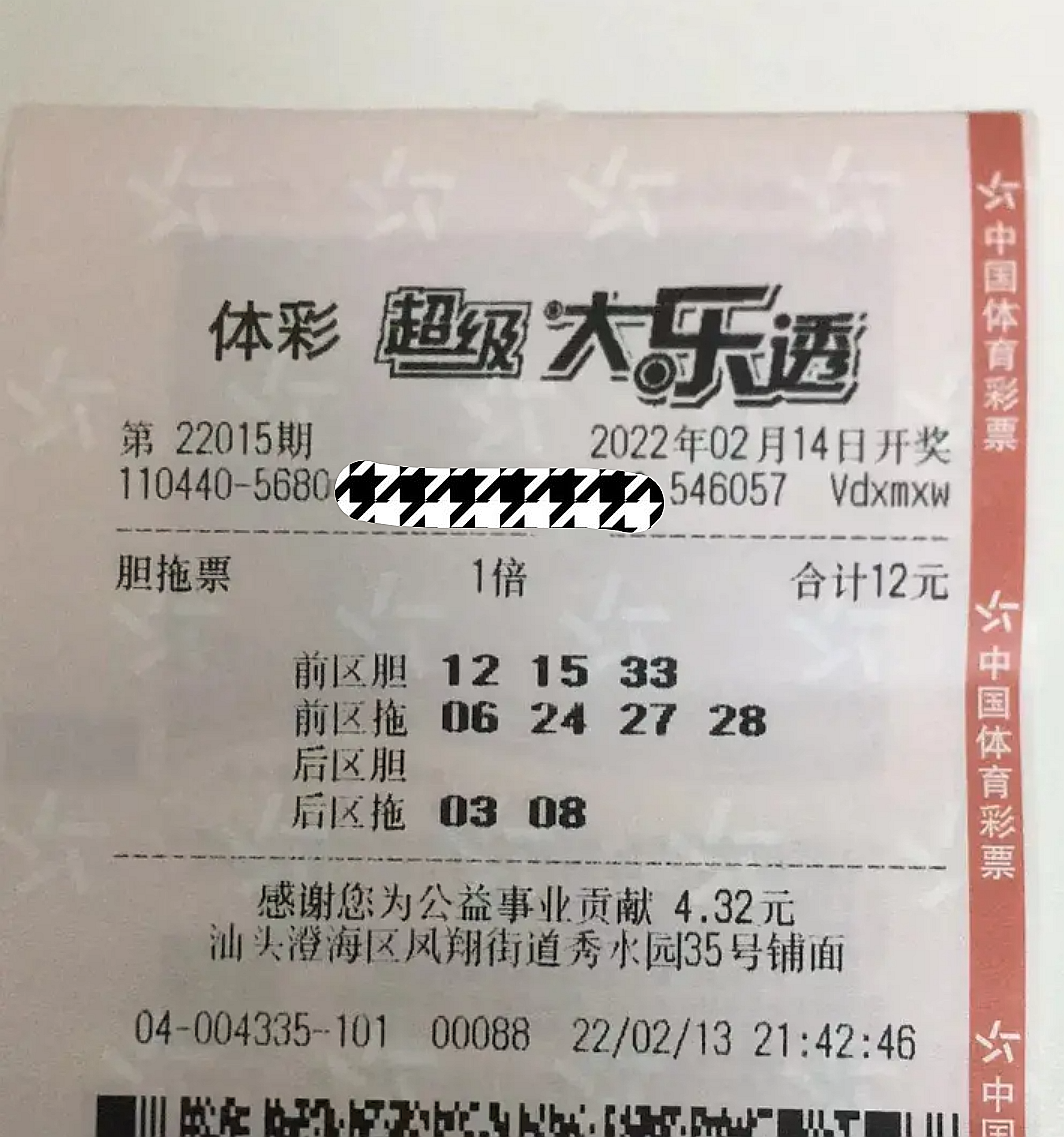 体彩 超级大乐透
第 22015期 2022年02月14日开奖
110440-5680 546057 Vdxmxw
胆拖票 1倍 合计12元
前区胆 12 15 33
前区拖 06 24 27 28
后区胆
后区拖 03 08
感谢您为公益事业贡献 4.32元
汕头澄海区凤翔街道秀水园35号铺面
04-004335-101 00088 22/02/13 21:42:46
中国体育彩票
中国体育彩票
中国